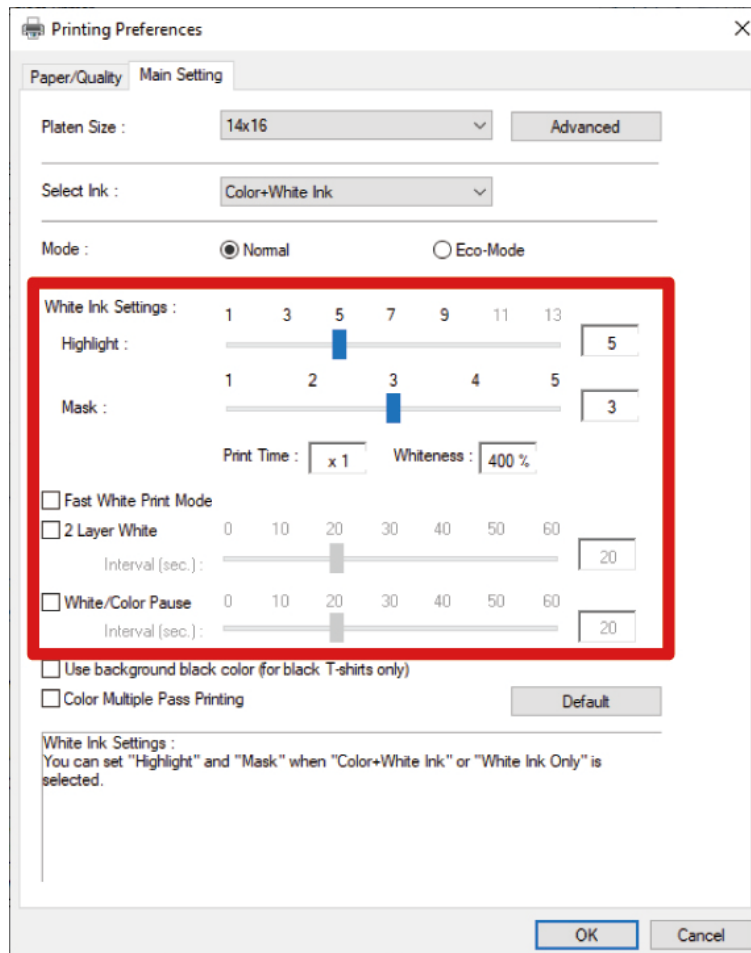 Printing Preferences
Paper/Quality Main Setting
Platen Size : 14x16 Advanced
Select Ink : Color+White Ink
Mode : Normal Eco-Mode
White Ink Settings : 1 3 5 7 9 11 13
Highlight : 5
1 2 3 4 5
Mask : 3
Print Time : x 1 Whiteness : 400 %
Fast White Print Mode
2 Layer White 0 10 20 30 40 50 60
Interval (sec.) : 20
White/Color Pause 0 10 20 30 40 50 60
Interval (sec.) : 20
Use background black color (for black T-shirts only)
Color Multiple Pass Printing Default
White Ink Settings :
You can set "Highlight" and "Mask" when "Color+White Ink" or "White Ink Only" is
selected.
OK Cancel